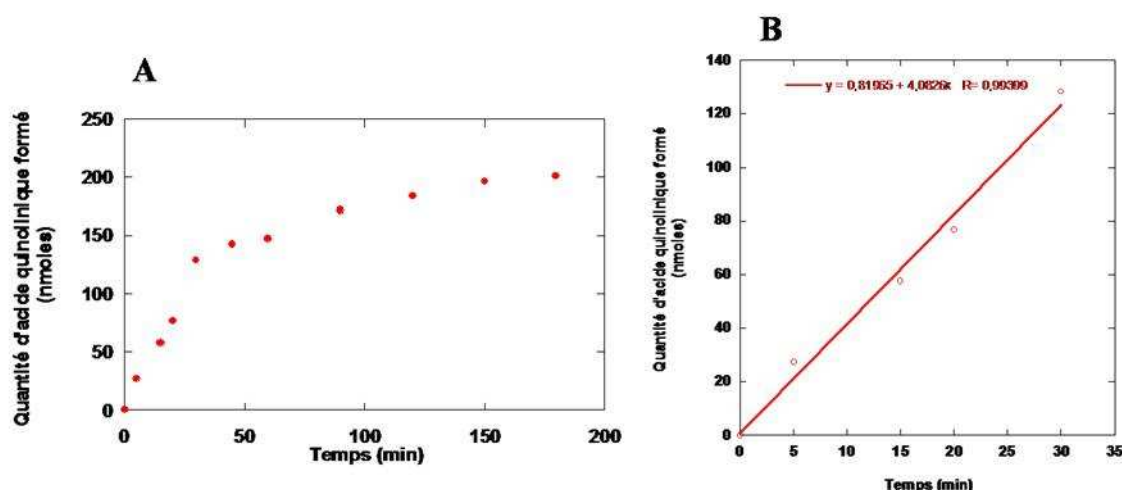 A
Quantité d'acide quinolinique formé
(nmoles)
250
200
150
100
50
0
0 50 100 150 200
Temps (min)
B
Quantité d'acide quinolinique formé
(nmoles)
140
120
100
80
60
40
20
0
y = 0,81965 + 4,0826x R= 0,99399
0 5 10 15 20 25 30 35
Temps (min)